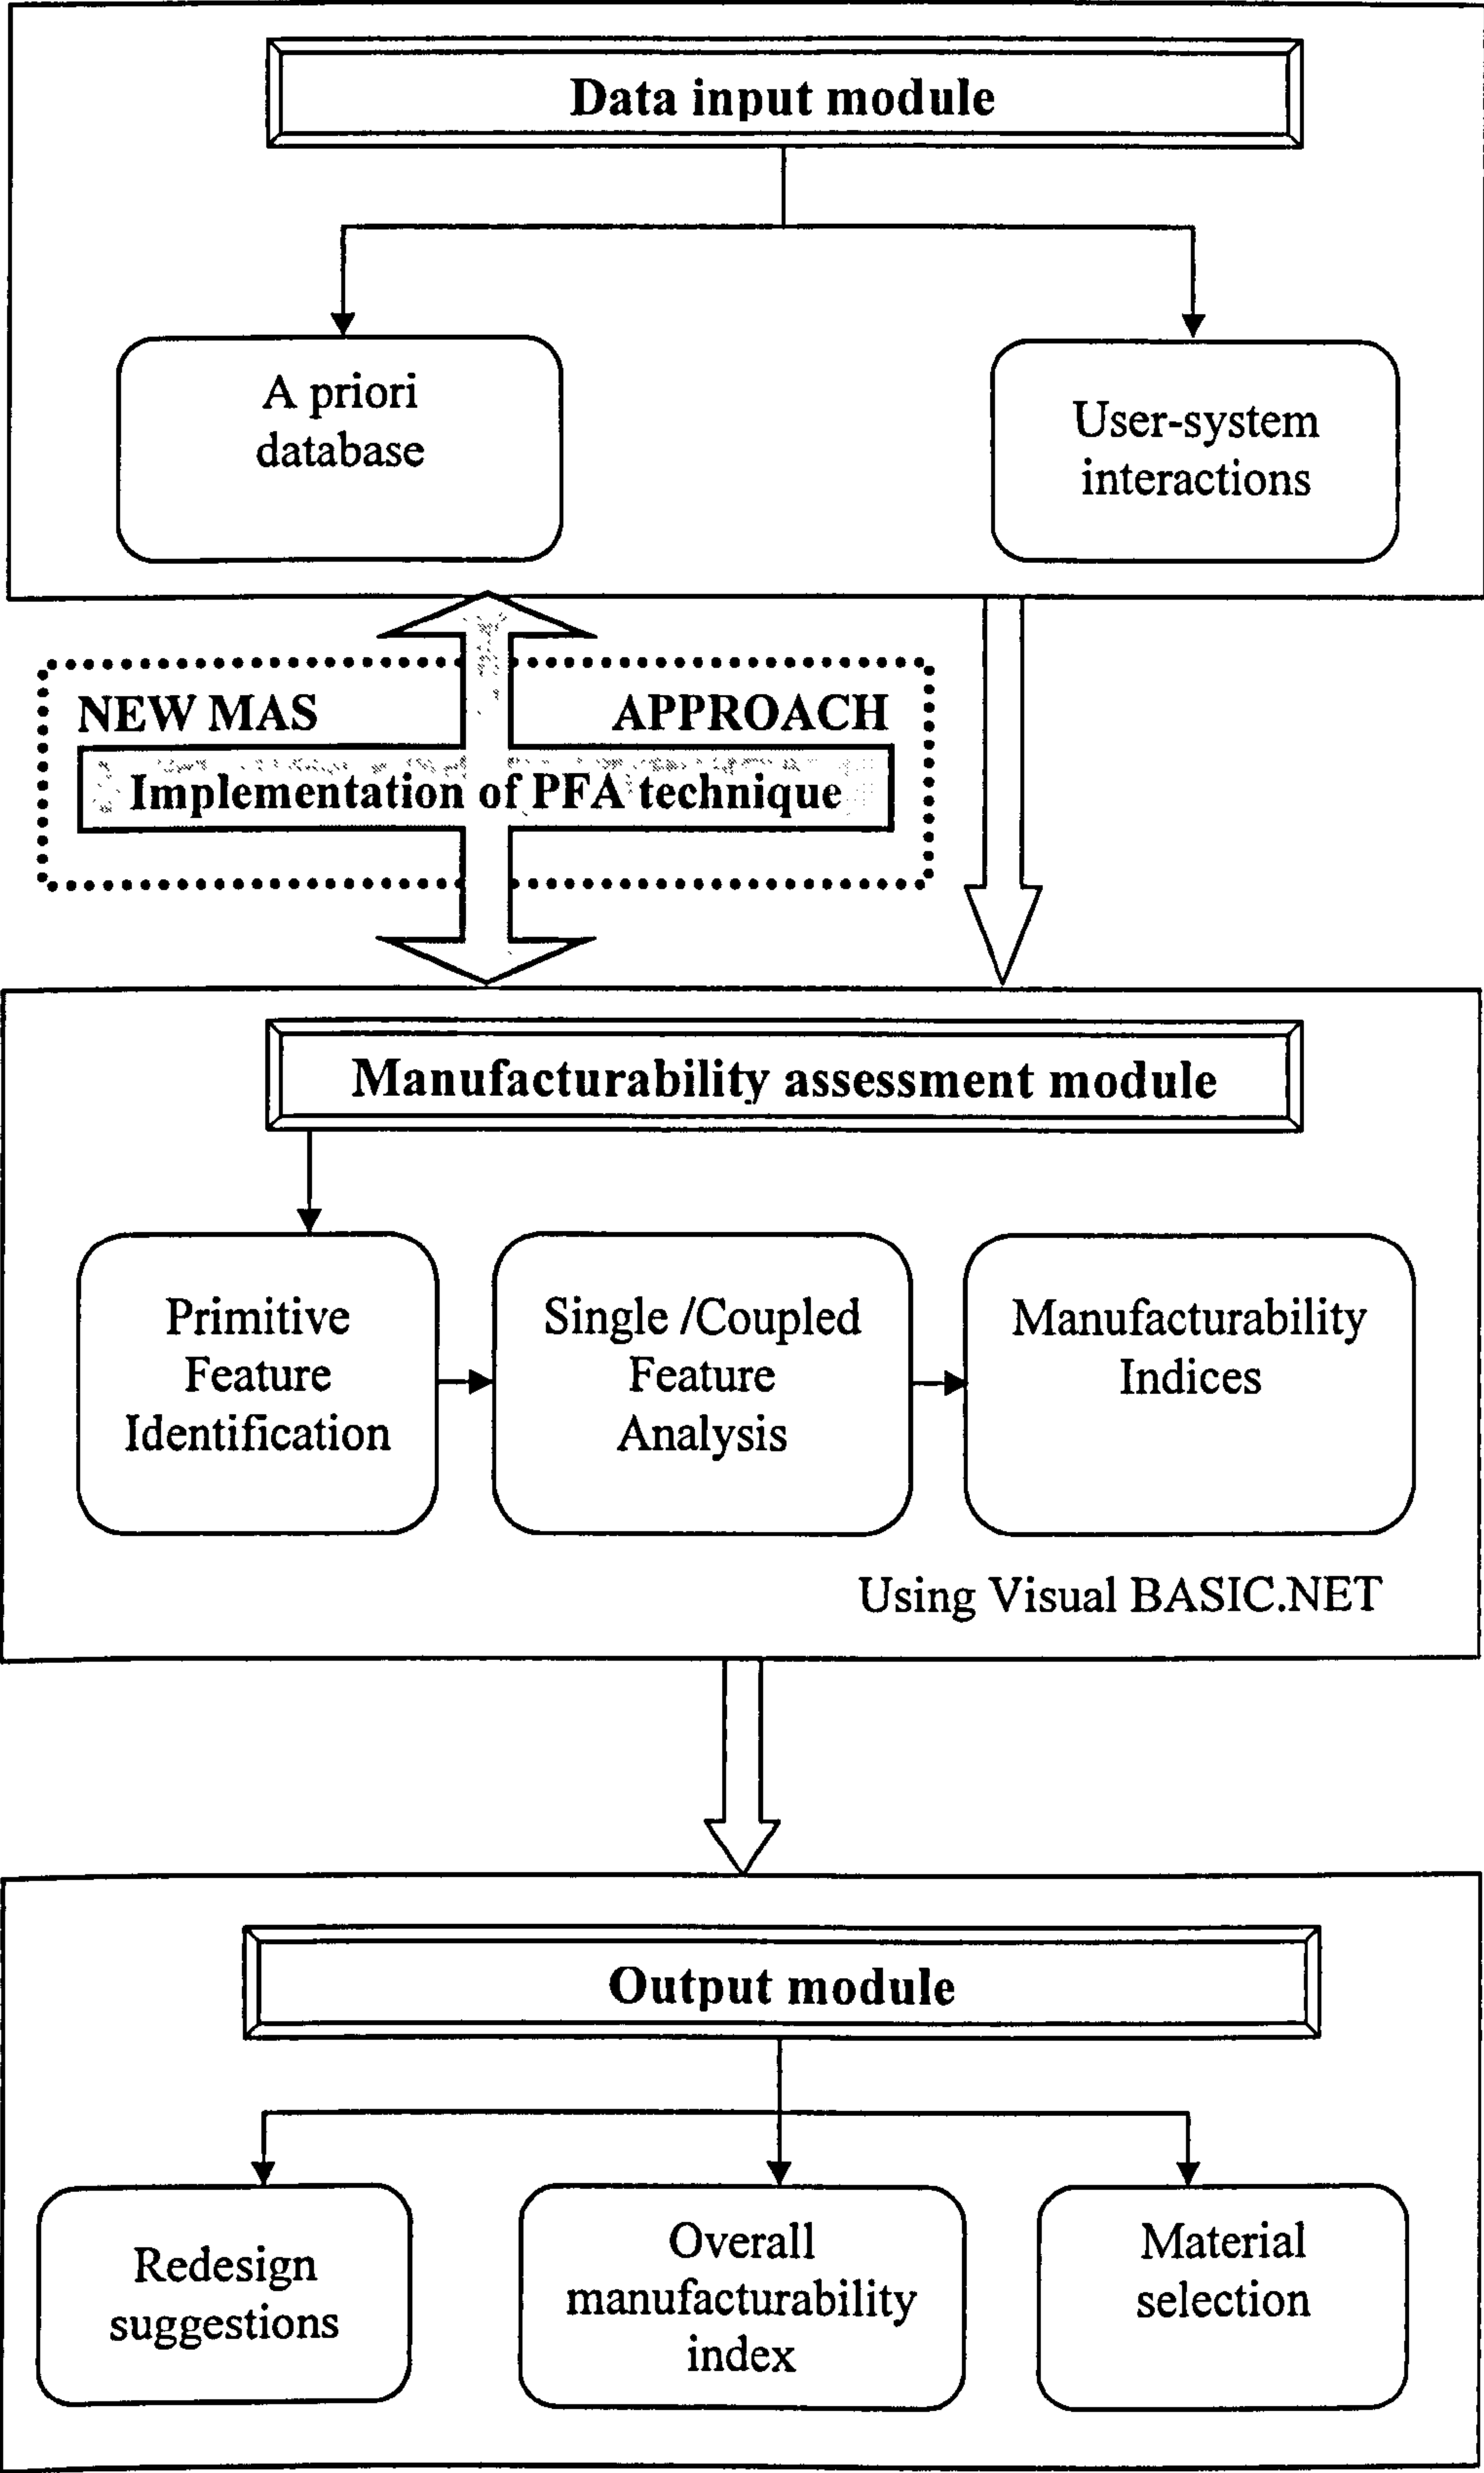 Data input module
A priori
database
User-system
interactions
NEW MAS APPROACH
Implementation of PFA technique
Manufacturability assessment module
Primitive
Feature
Identification
Single /Coupled
Feature
Analysis
Manufacturability
Indices
Using Visual BASIC.NET
Output module
Redesign
suggestions
Overall
manufacturability
index
Material
selection